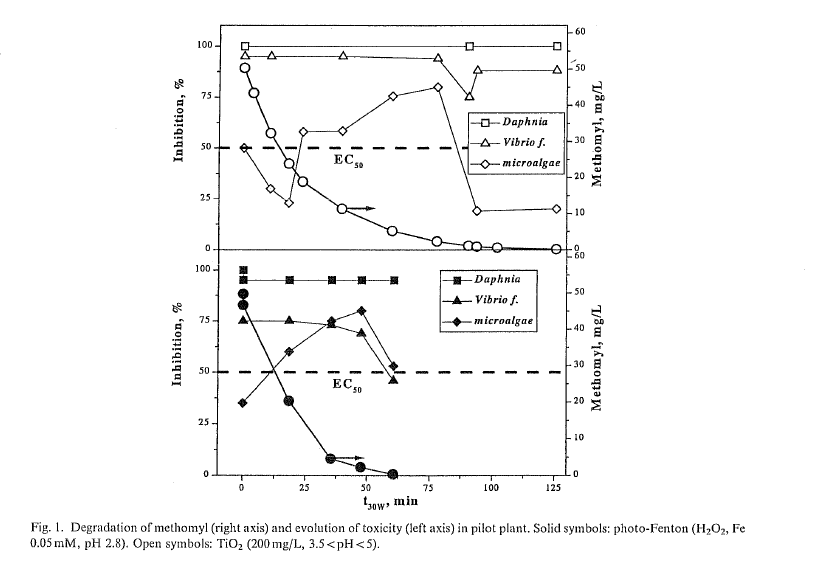 60
100
50
75
40
Inhibition, %
Methomyl, mg/L
Daphnia
Vibrio f.
microalgae
50
30
EC50
20
25
10
0
0
60
100
50
Daphnia
Vibrio f.
microalgae
75
40
Inhibition, %
Methomyl, mg/L
50
30
EC50
20
25
10
0
0
0 25 50 75 100 125
t30W, min
Fig. 1. Degradation of methomyl (right axis) and evolution of toxicity (left axis) in pilot plant. Solid symbols: photo-Fenton (H2O2, Fe
0.05 mM, pH 2.8). Open symbols: TiO2 (200 mg/L, 3.5<pH<5).